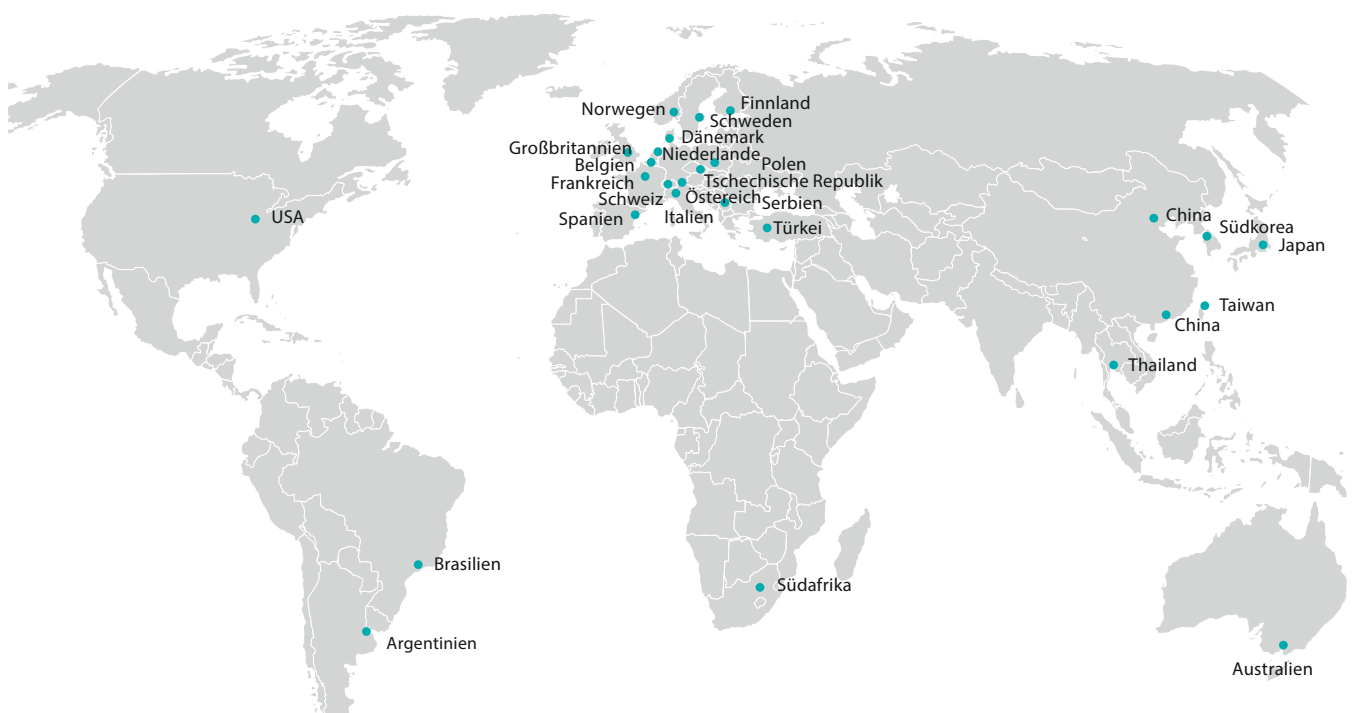 Norwegen
Finnland
Schweden
Dänemark
Großbritannien
Niederlande
Belgien
Polen
Frankreich
Tschechische Republik
Schweiz
Östereich
Serbien
Spanien
Italien
Türkei
USA
China
Südkorea
Japan
Taiwan
China
Thailand
Brasilien
Südafrika
Argentinien
Australien